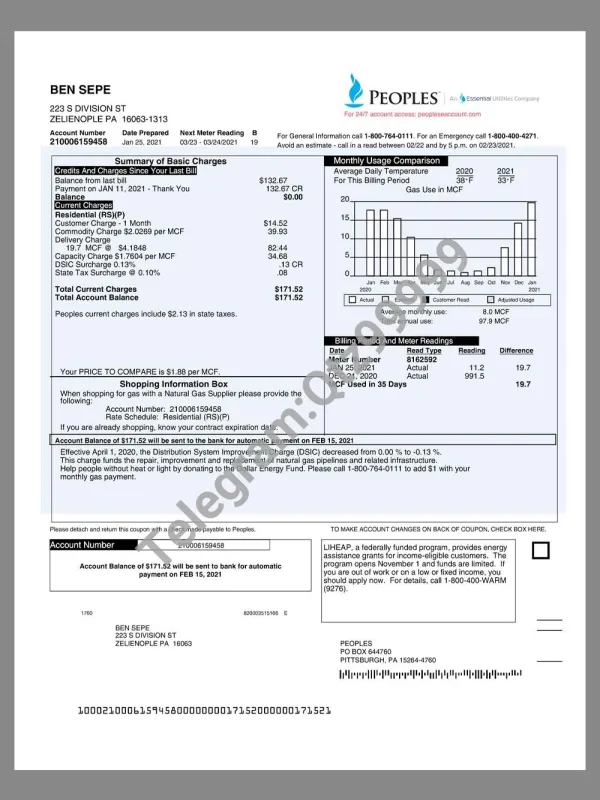 BEN SEPE
223 S DIVISION ST
ZELIENOPLE PA 16063-1313
PEOPLES An Essential Utilities Company
For 24/7 account access: peoplesaccount.com
Account Number Date Prepared Next Meter Reading B
210006159458 Jan 25, 2021 03/23 - 03/24/2021 19
For General Information call 1-800-764-0111. For an Emergency call 1-800-400-4271.
Avoid an estimate - call in a read between 02/22 and by 5 p.m. on 02/23/2021.
Summary of Basic Charges
Credits And Charges Since Your Last Bill
Balance from last bill $132.67
Payment on JAN 11, 2021 - Thank You 132.67 CR
Balance $0.00
Current Charges
Residential (RS)(P)
Customer Charge - 1 Month $14.52
Commodity Charge $2.0269 per MCF 39.93
Delivery Charge
19.7 MCF @ $4.1848 82.44
Capacity Charge $1.7604 per MCF 34.68
DSIC Surcharge 0.13% .13 CR
State Tax Surcharge @ 0.10% .08
Total Current Charges $171.52
Total Account Balance $171.52
Peoples current charges include $2.13 in state taxes.
Your PRICE TO COMPARE is $1.88 per MCF.
Monthly Usage Comparison
Average Daily Temperature 2020 2021
For This Billing Period 38°F 33°F
Gas Use in MCF
20
15
10
5
0
Jan Feb Mar Jul Aug Sep Oct Nov Dec Jan
2020 2021
Actual Customer Read Adjusted Usage
Average monthly use: 8.0 MCF
Total annual use: 97.9 MCF
Billing Period And Meter Readings
Date Read Type Reading Difference
Meter Number 8162592
JAN 25, 2021 Actual 11.2 19.7
DEC 21, 2020 Actual 991.5
MCF Used in 35 Days 19.7
Shopping Information Box
When shopping for gas with a Natural Gas Supplier please provide the
following:
Account Number: 210006159458
Rate Schedule: Residential (RS)(P)
If you are already shopping, know your contract expiration date.
Account Balance of $171.52 will be sent to the bank for automatic payment on FEB 15, 2021
Effective April 1, 2020, the Distribution System Improvement Charge (DSIC) decreased from 0.00 % to -0.13 %.
This charge funds the repair, improvement and replacement of natural gas pipelines and related infrastructure.
Help people without heat or light by donating to the Dollar Energy Fund. Please call 1-800-764-0111 to add $1 with your
monthly gas payment.
Please detach and return this coupon with a check made payable to Peoples.
TO MAKE ACCOUNT CHANGES ON BACK OF COUPON, CHECK BOX HERE.
Account Number 210006159458
Account Balance of $171.52 will be sent to bank for automatic
payment on FEB 15, 2021
LIHEAP, a federally funded program, provides energy
assistance grants for income-eligible customers. The
program opens November 1 and funds are limited. If
you are out of work or on a low or fixed income, you
should apply now. For details, call 1-800-400-WARM
(9276).
1760 820003515166 E
BEN SEPE
223 S DIVISION ST
ZELIENOPLE PA 16063
PEOPLES
PO BOX 644760
PITTSBURGH, PA 15264-4760